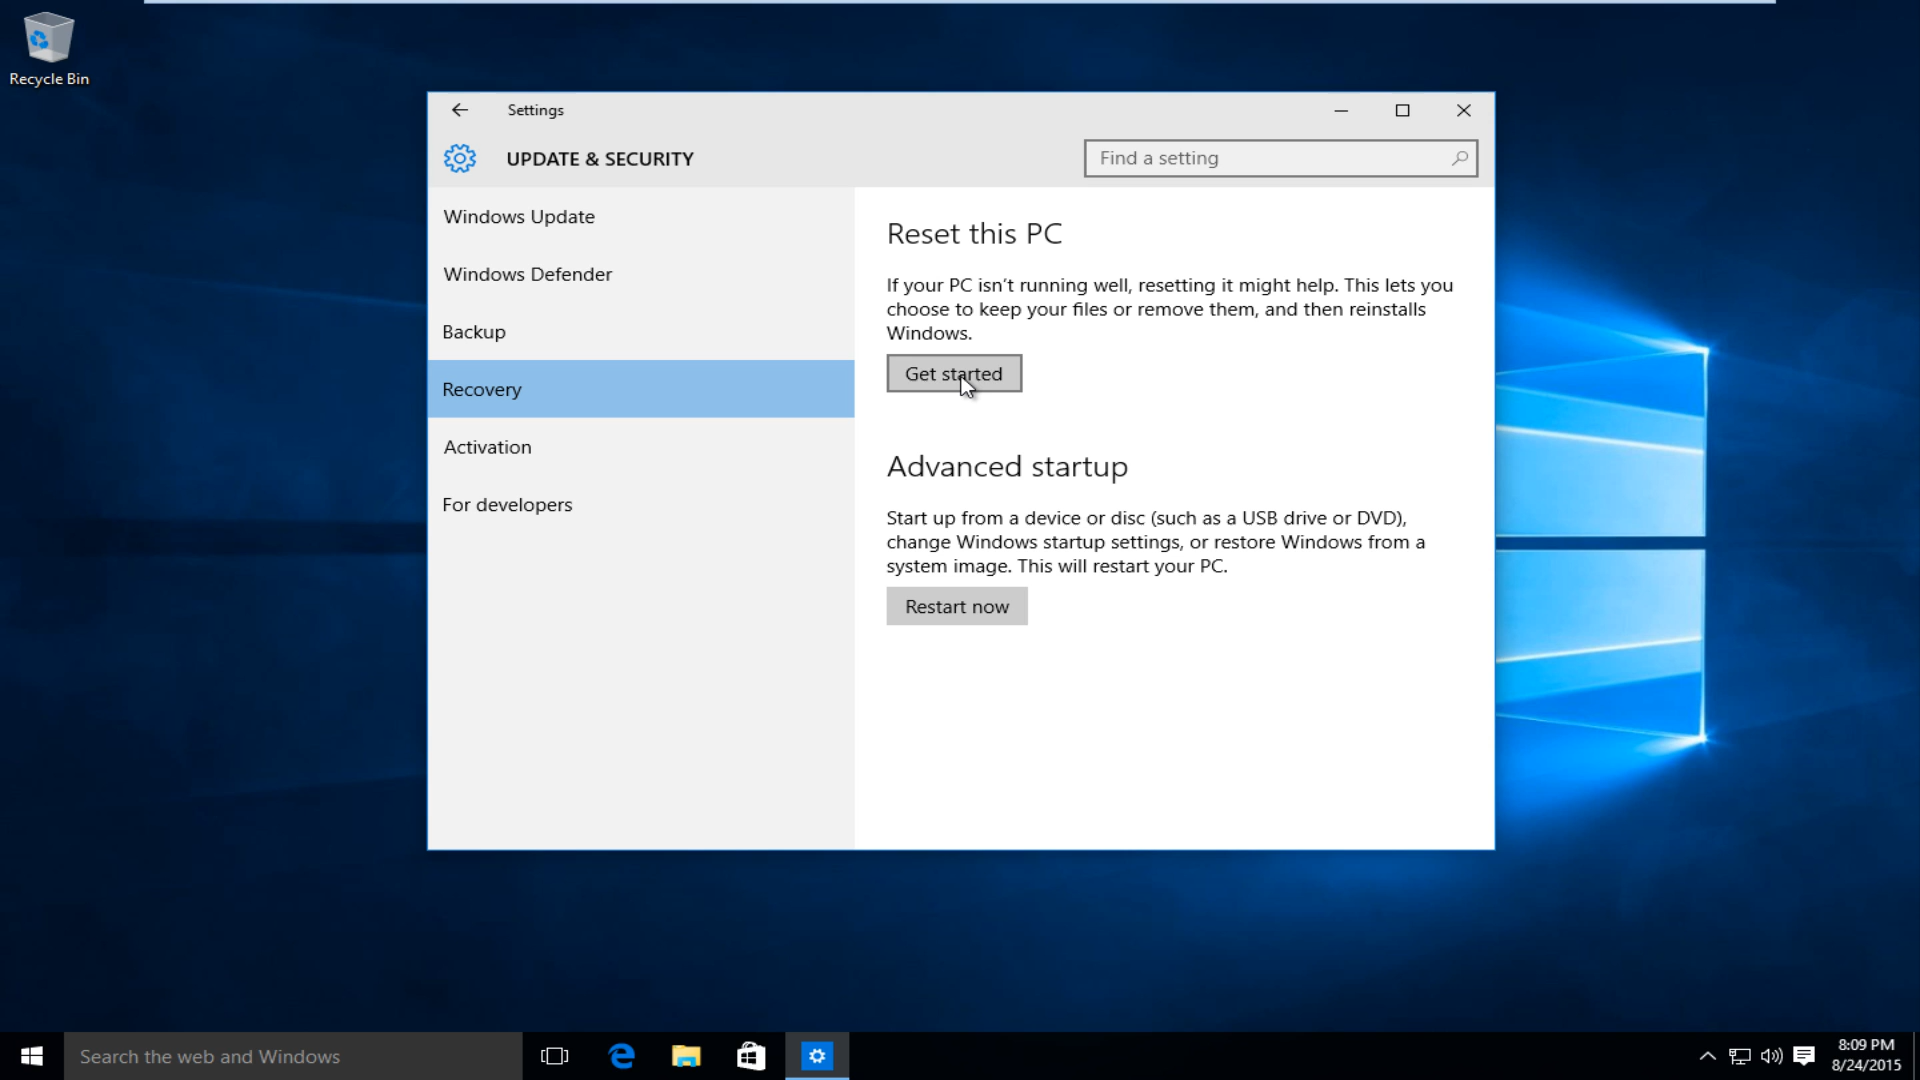 Recycle Bin
Settings
UPDATE & SECURITY
Find a setting
Windows Update
Windows Defender
Backup
Recovery
Activation
For developers
Reset this PC
If your PC isn't running well, resetting it might help. This lets you
choose to keep your files or remove them, and then reinstalls
Windows.
Get started
Advanced startup
Start up from a device or disc (such as a USB drive or DVD),
change Windows startup settings, or restore Windows from a
system image. This will restart your PC.
Restart now
Search the web and Windows
8:09 PM
8/24/2015